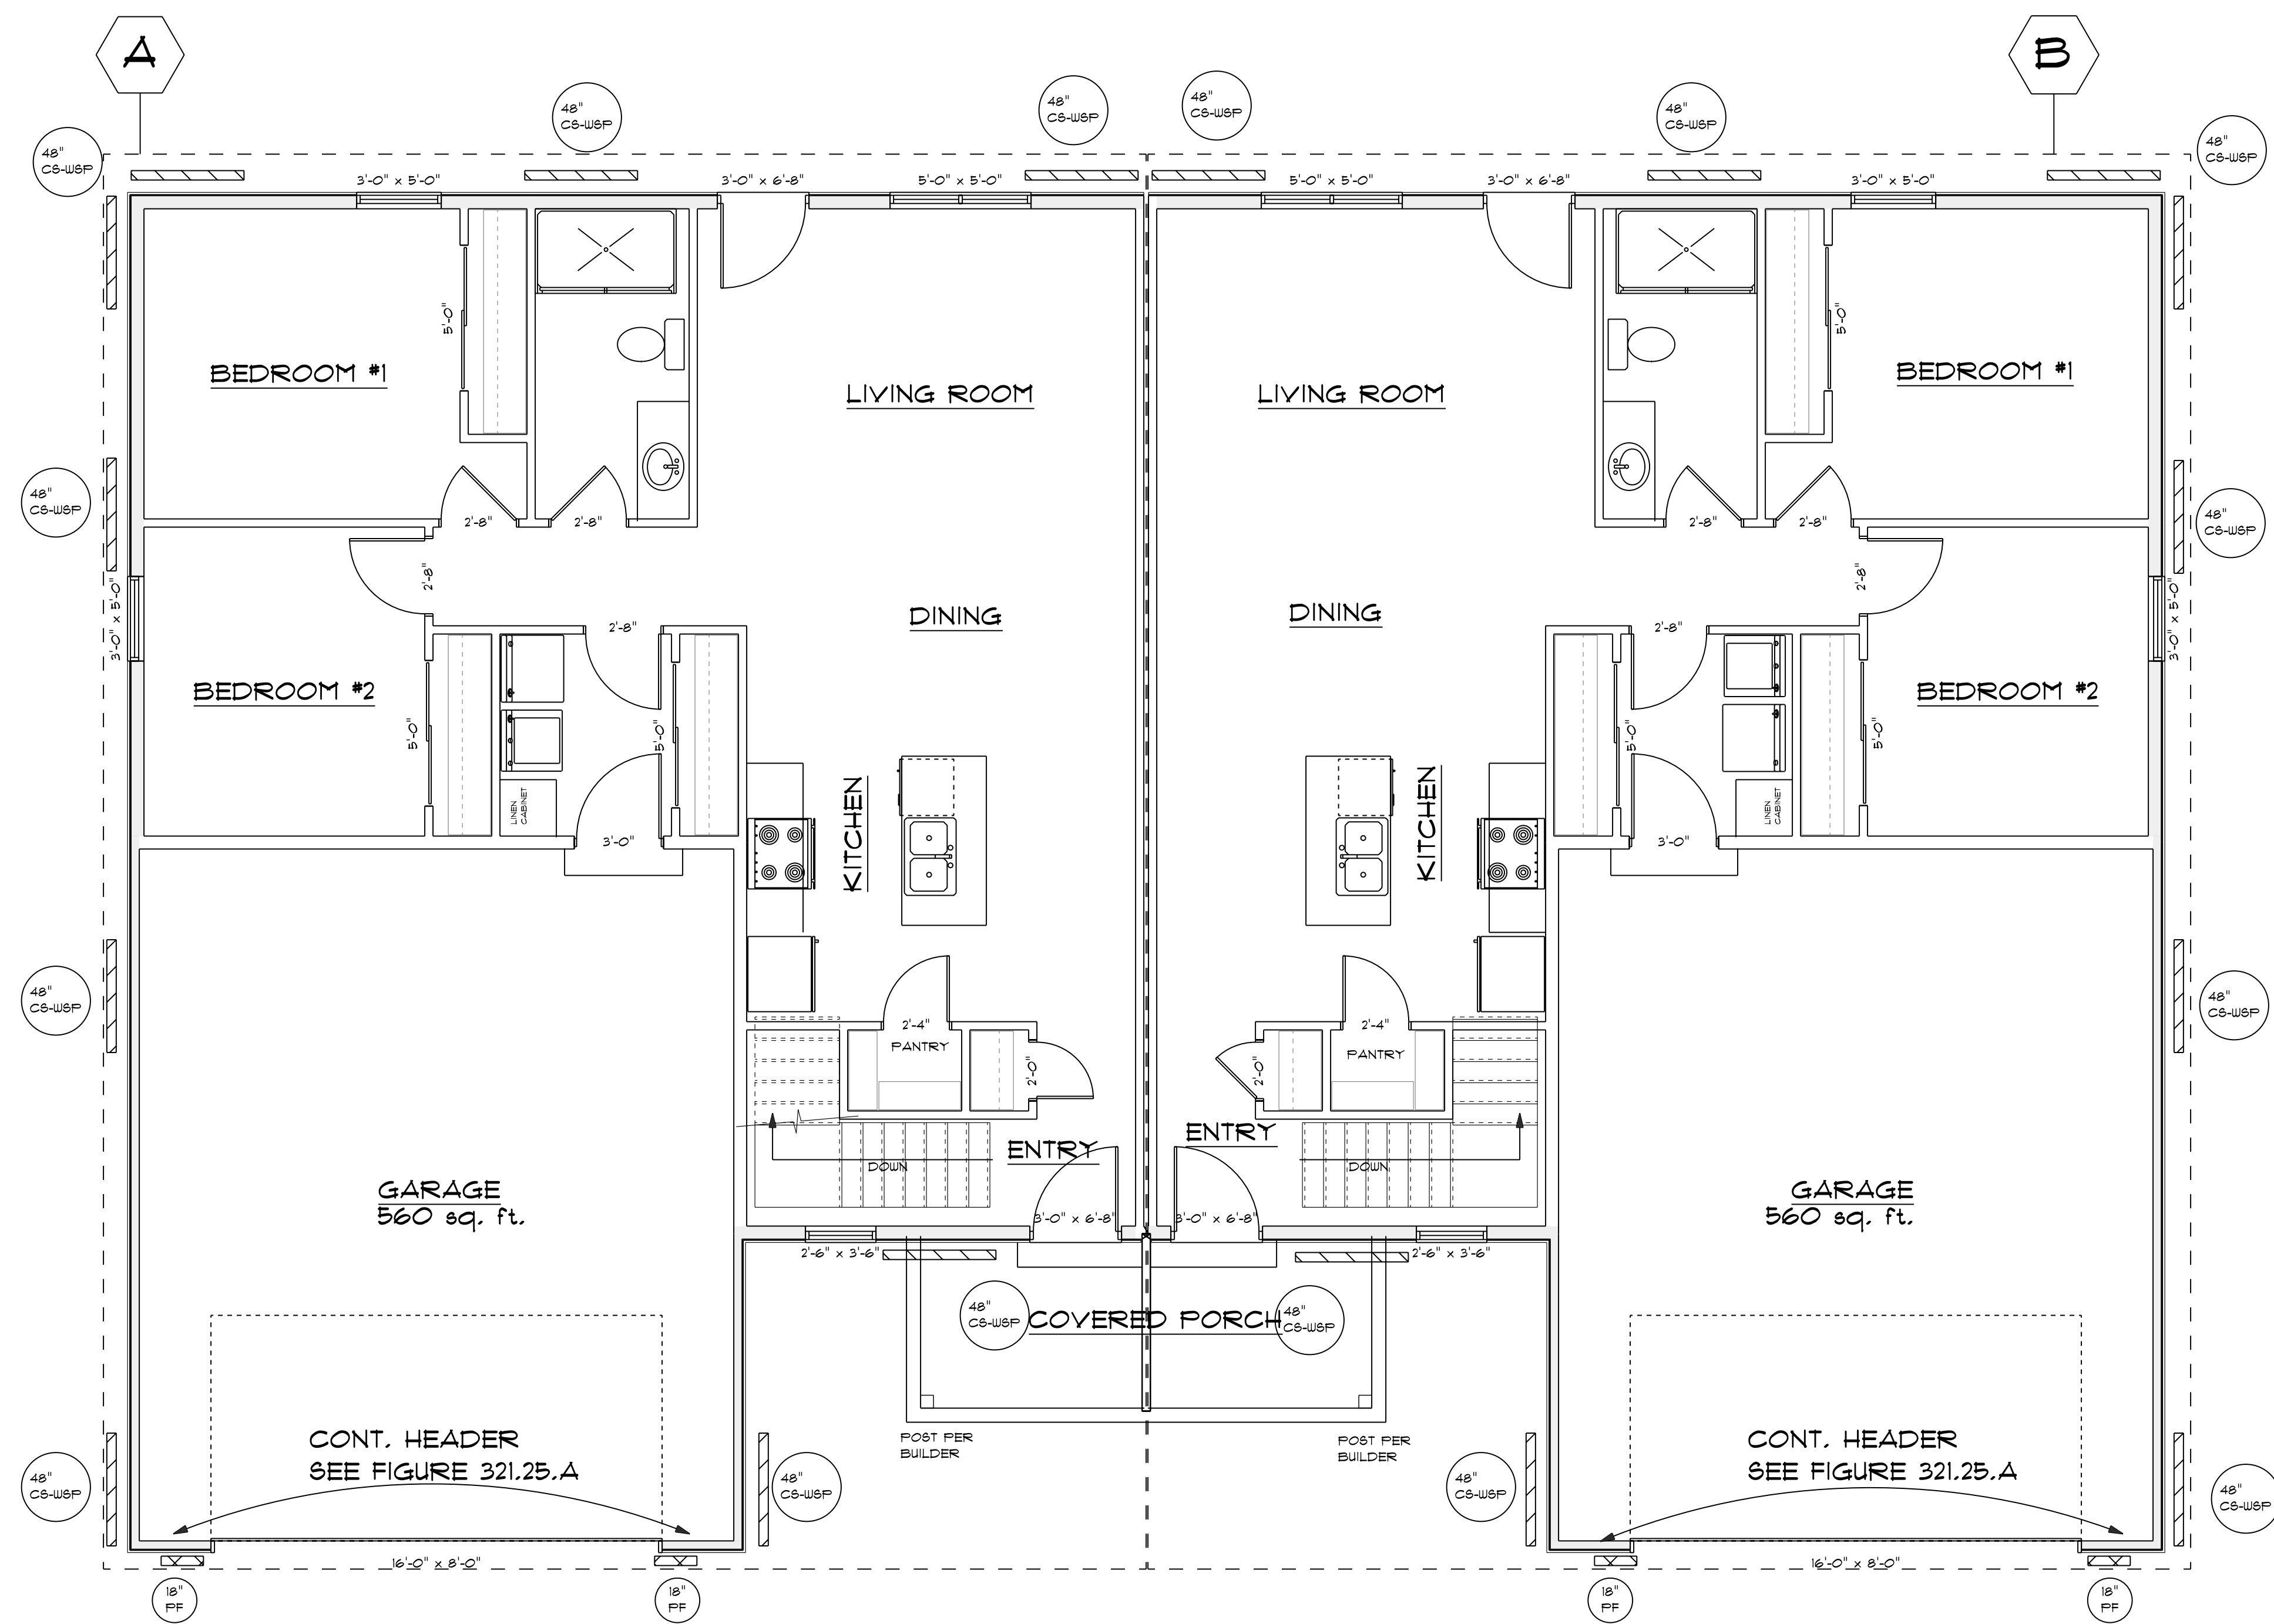 A
B
48"
CS-WSP
48"
CS-WSP
48"
CS-WSP
48"
CS-WSP
48"
CS-WSP
48"
CS-WSP
3'-0" x 5'-0"
3'-0" x 6'-8"
5'-0" x 5'-0"
5'-0" x 5'-0"
3'-0" x 6'-8"
3'-0" x 5'-0"
5'-0"
5'-0"
BEDROOM #1
LIVING ROOM
LIVING ROOM
BEDROOM #1
48"
CS-WSP
48"
CS-WSP
2'-8"
2'-8"
2'-8"
2'-8"
2'-8"
2'-8"
3'-0" x 5'-0"
3'-0" x 5'-0"
DINING
DINING
2'-8"
2'-8"
BEDROOM #2
BEDROOM #2
5'-0"
5'-0"
5'-0"
5'-0"
LINEN
CABINET
LINEN
CABINET
KITCHEN
KITCHEN
3'-0"
3'-0"
48"
CS-WSP
48"
CS-WSP
2'-4"
PANTRY
2'-4"
PANTRY
2'-0"
2'-0"
ENTRY
ENTRY
DOWN
DOWN
GARAGE
560 sq. ft.
GARAGE
560 sq. ft.
3'-0" x 6'-8"
3'-0" x 6'-8"
2'-6" x 3'-6"
2'-6" x 3'-6"
48"
CS-WSP
COVERED PORCH
48"
CS-WSP
POST PER
BUILDER
POST PER
BUILDER
CONT. HEADER
SEE FIGURE 321.25.A
CONT. HEADER
SEE FIGURE 321.25.A
48"
CS-WSP
48"
CS-WSP
48"
CS-WSP
48"
CS-WSP
16'-0" x 8'-0"
16'-0" x 8'-0"
18"
PF
18"
PF
18"
PF
18"
PF